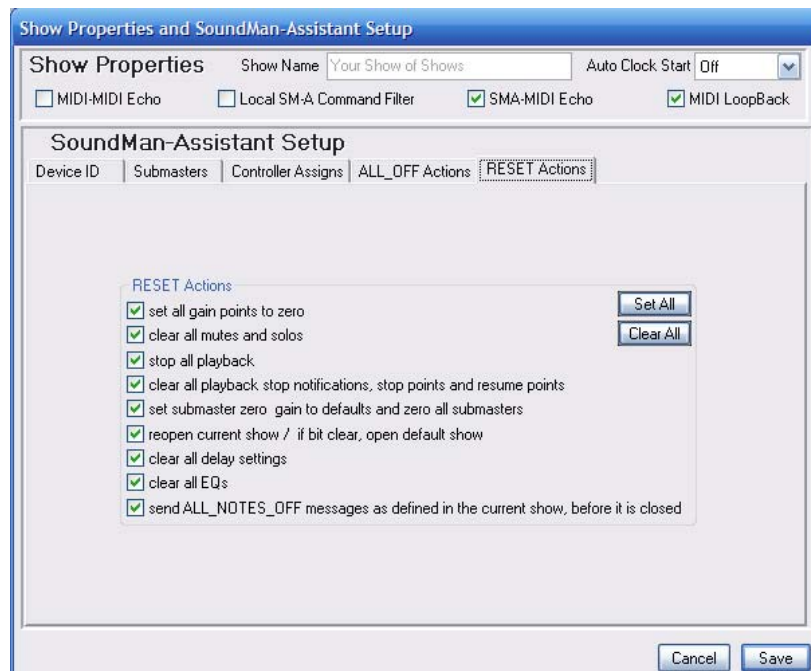 Show Properties and SoundMan-Assistant Setup
Show Properties Show Name Your Show of Shows Auto Clock Start Off
MIDI-MIDI Echo Local SM-A Command Filter SMA-MIDI Echo MIDI LoopBack
SoundMan-Assistant Setup
Device ID Submasters Controller Assigns ALL_OFF Actions RESET Actions
RESET Actions
set all gain points to zero Set All
clear all mutes and solos Clear All
stop all playback
clear all playback stop notifications, stop points and resume points
set submaster zero gain to defaults and zero all submasters
reopen current show / if bit clear, open default show
clear all delay settings
clear all EQs
send ALL_NOTES_OFF messages as defined in the current show, before it is closed
Cancel Save